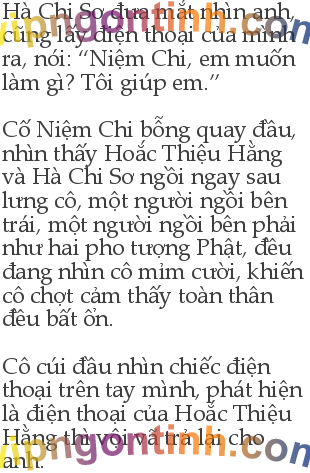 Hà Chi Sơ đưa mắt nhìn anh,
cũng lấy điện thoại của mình
ra, nói: “Niệm Chi, em muốn
làm gì? Tôi giúp em.”
Cố Niệm Chi bỗng quay đầu,
nhìn thấy Hoắc Thiệu Hằng
và Hà Chi Sơ ngồi ngay sau
lưng cô, một người ngồi bên
trái, một người ngồi bên phải
như hai pho tượng Phật, đều
đang nhìn cô mỉm cười, khiến
cô chợt cảm thấy toàn thân
đều bất ổn.
Cô cúi đầu nhìn chiếc điện
thoại trên tay mình, phát hiện
là điện thoại của Hoắc Thiệu
Hằng thì vội vã trả lại cho
anh.
vipngontinh.com
vipngontinh.com